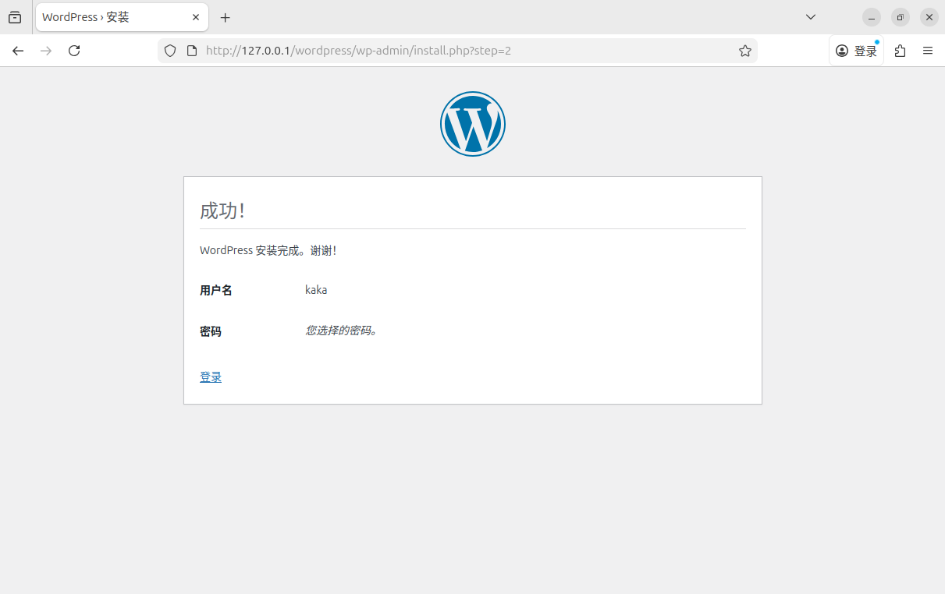 WordPress › 安装
http://127.0.0.1/wordpress/wp-admin/install.php?step=2
登录
成功！
WordPress 安装完成。谢谢！
用户名 kaka
密码 您选择的密码。
登录